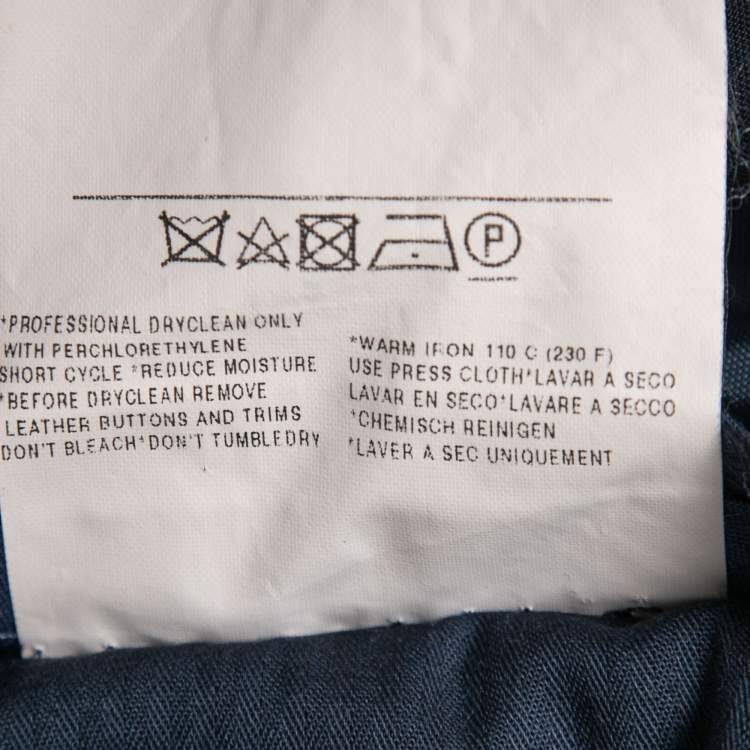 P
*PROFESSIONAL DRYCLEAN ONLY
WITH PERCHLORETHYLENE
SHORT CYCLE *REDUCE MOISTURE
*BEFORE DRYCLEAN REMOVE
LEATHER BUTTONS AND TRIMS
DON'T BLEACH*DON'T TUMBLEDRY
*WARM IRON 110 C (230 F)
USE PRESS CLOTH*LAVAR A SECO
LAVAR EN SECO*LAVARE A SECCO
*CHEMISCH REINIGEN
*LAVER A SEC UNIQUEMENT